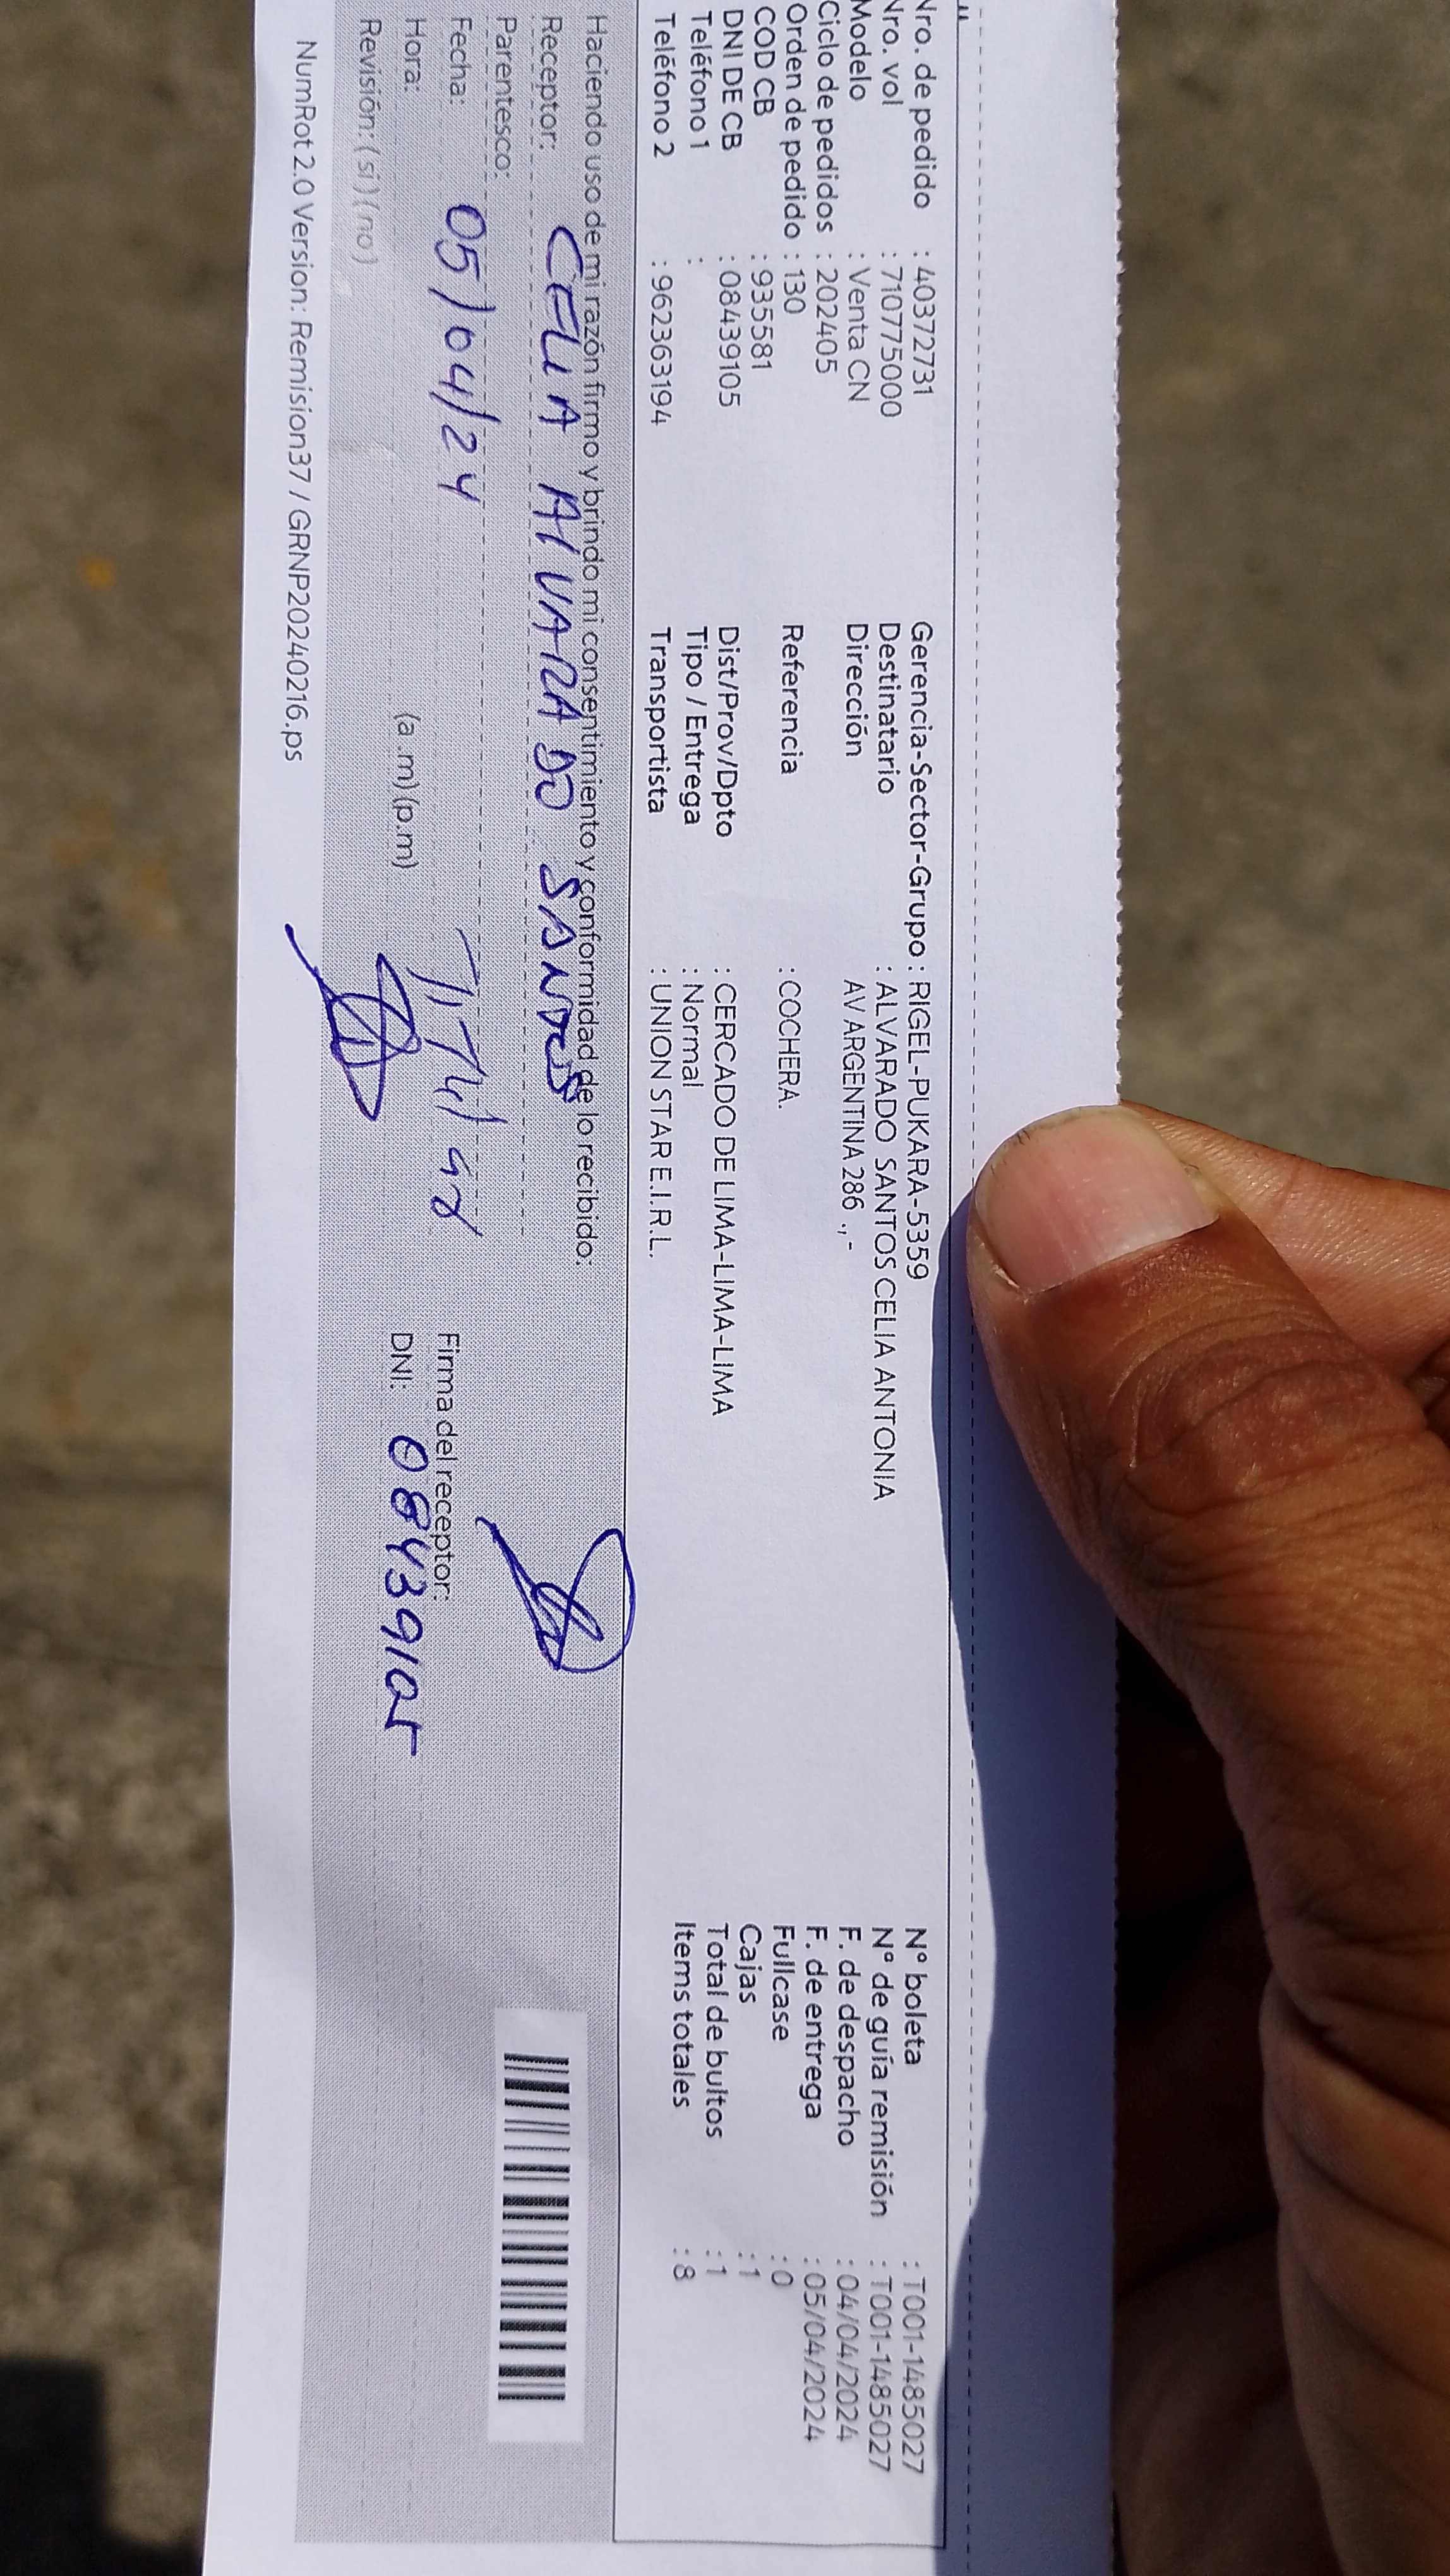 Nro. de pedido : 40372731
Nro. vol : 710775000
Modelo : Venta CN
Ciclo de pedidos : 202405
Orden de pedido : 130
COD CB : 935581
DNI DE CB : 08439105
Teléfono 1 :
Teléfono 2 : 962363194
Gerencia-Sector-Grupo : RIGEL-PUKARA-5359
Destinatario : ALVARADO SANTOS CELIA ANTONIA
Dirección AV ARGENTINA 286 ., -
Referencia : COCHERA.
Dist/Prov/Dpto : CERCADO DE LIMA-LIMA-LIMA
Tipo / Entrega : Normal
Transportista : UNION STAR E.I.R.L.
Nº boleta : T001-1485027
Nº de guía remisión : T001-1485027
F. de despacho : 04/04/2024
F. de entrega : 05/04/2024
Fullcase : 0
Cajas : 1
Total de bultos : 1
Items totales : 8
Haciendo uso de mi razón firmo y brindo mi consentimiento y conformidad de lo recibido:
Receptor: CELIA ALVARADO SANTOS
Parentesco:
Fecha: 05/04/24
Hora: (a .m) (p.m)
Revisión: (si) (no)
Firma del receptor:
DNI: 08439105
NumRot 2.0 Version: Remision37 / GRNP20240216.ps